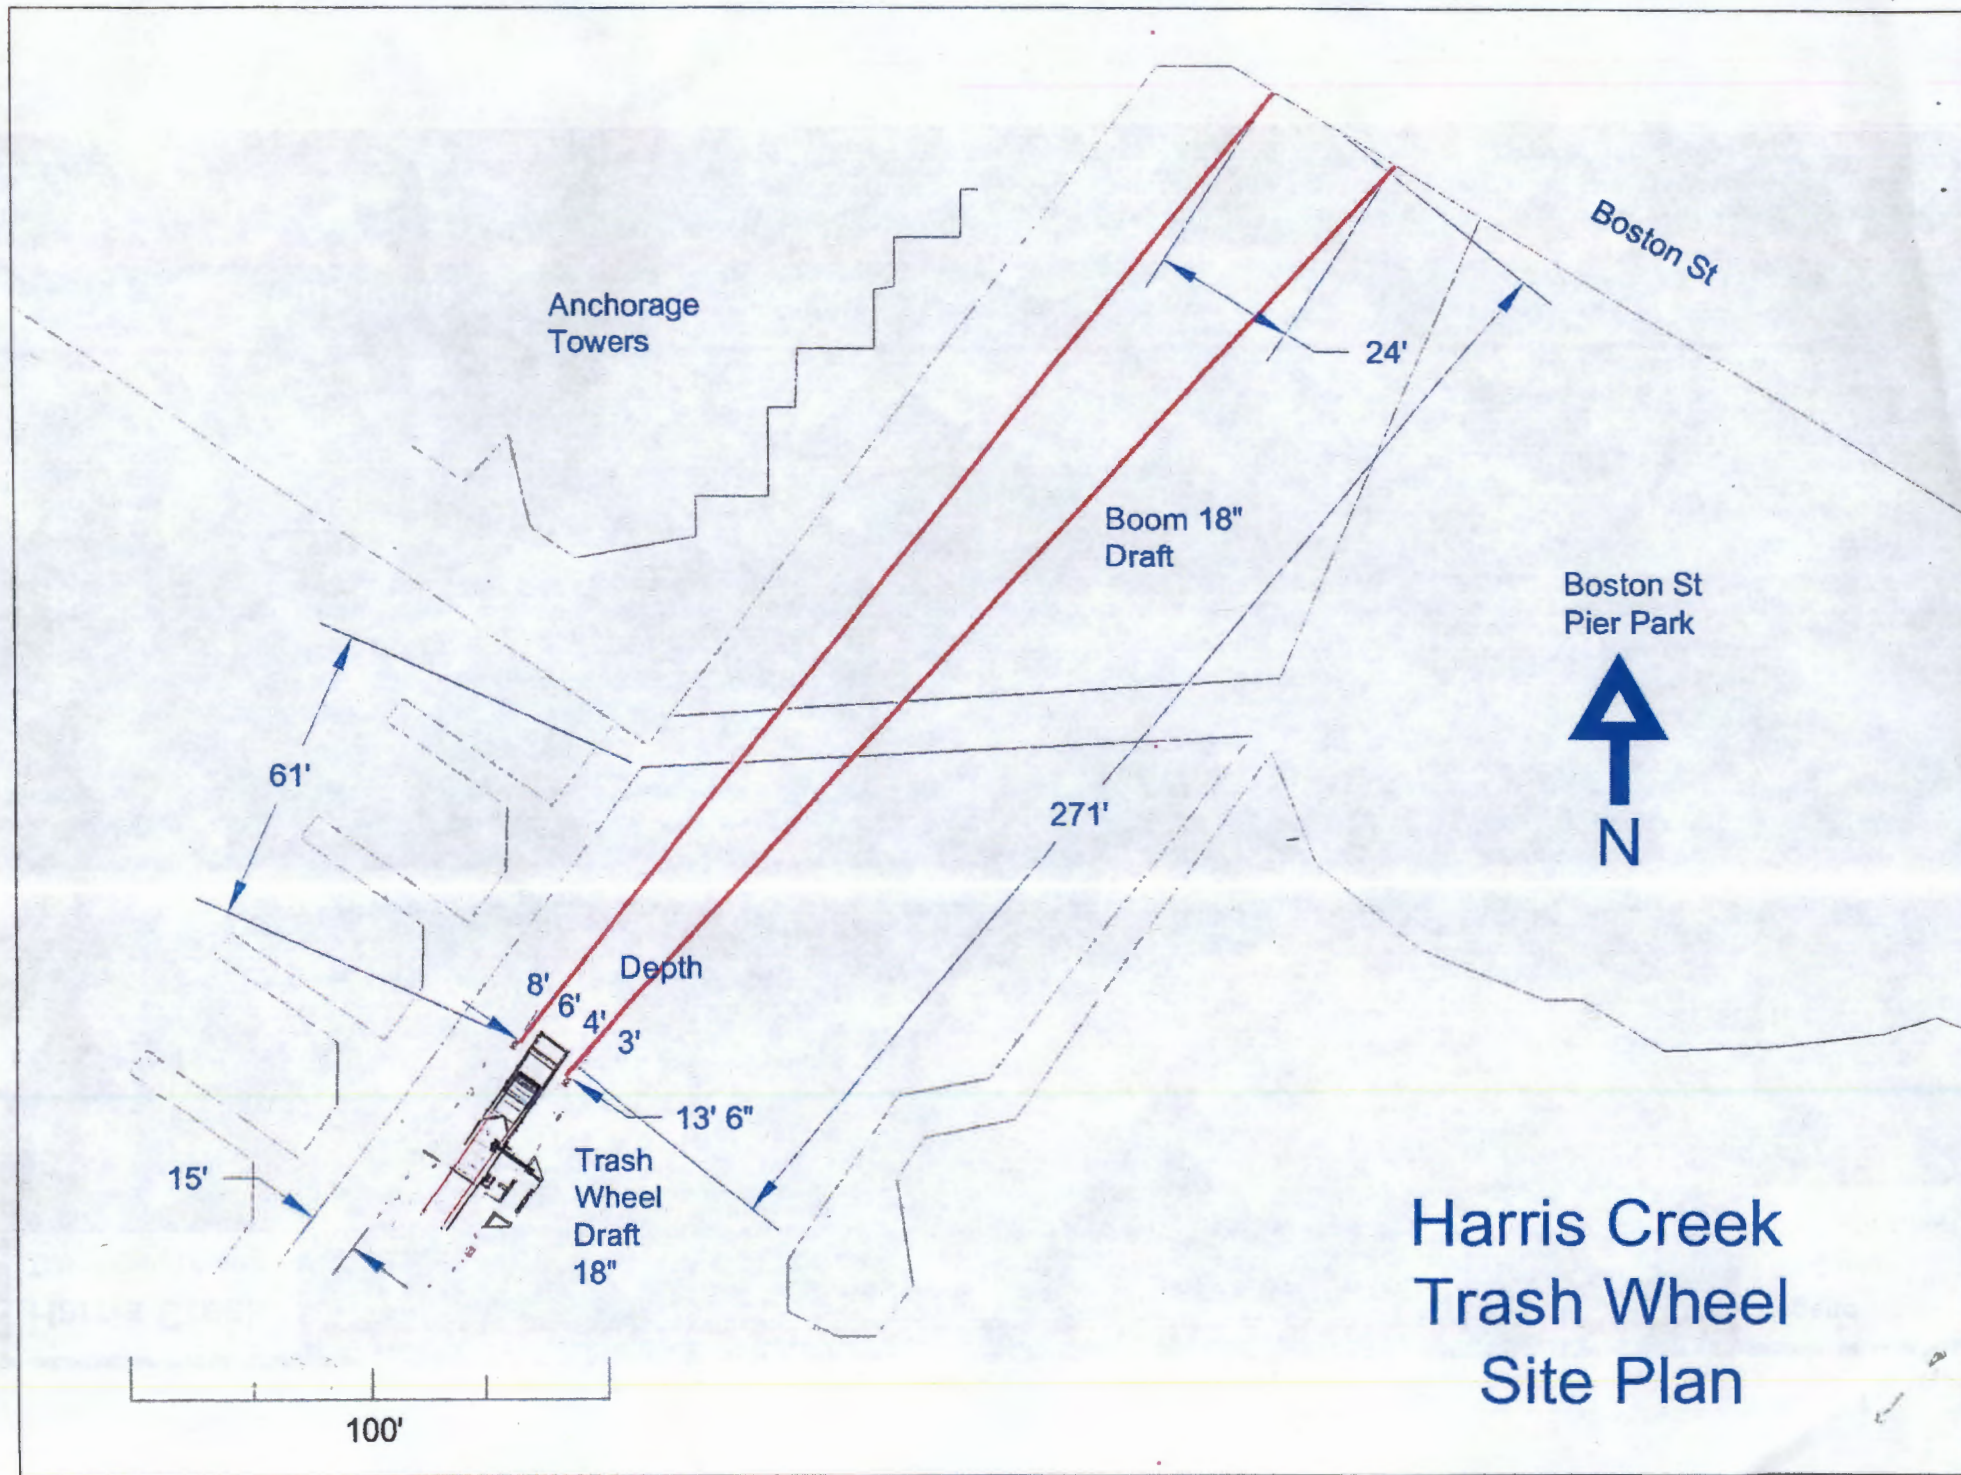 Boston St
Anchorage
Towers
24'
Boom 18"
Draft
Boston St
Pier Park
N
61'
271'
Depth
8'
6'
4'
3'
13' 6"
15'
Trash
Wheel
Draft
18"
Harris Creek
Trash Wheel
Site Plan
100'